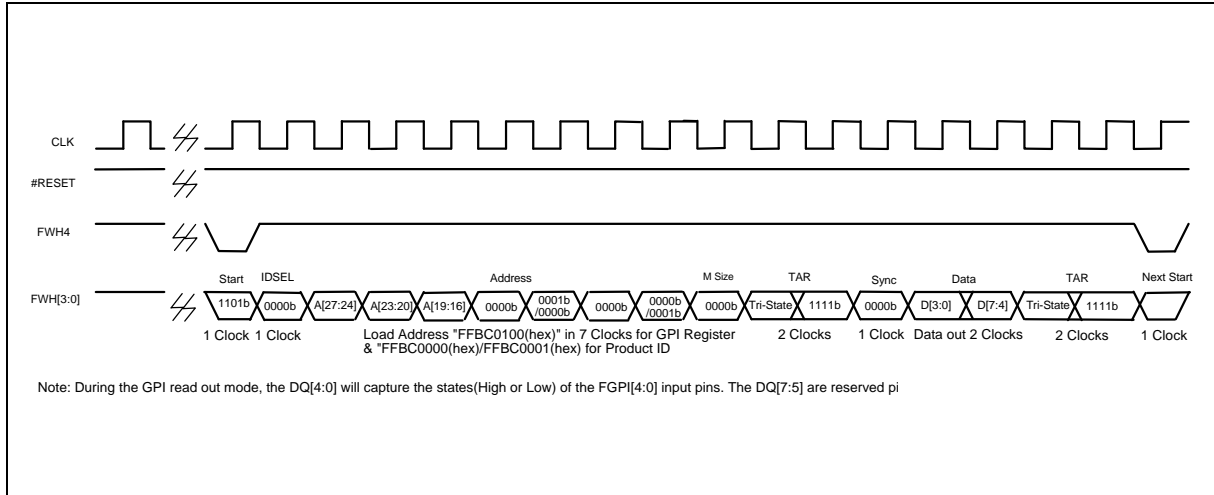 CLK
#RESET
FWH4
FWH[3:0]
Start IDSEL Address M Size TAR Sync Data TAR Next Start
1101b 0000b A[27:24] A[23:20] A[19:16] 0000b 0001b /0000b 0000b 0000b /0001b 0000b Tri-State 1111b 0000b D[3:0] D[7:4] Tri-State 1111b
1 Clock 1 Clock Load Address "FFBC0100(hex)" in 7 Clocks for GPI Register 2 Clocks 1 Clock Data out 2 Clocks 2 Clocks 1 Clock
& "FFBC0000(hex)/FFBC0001(hex) for Product ID
Note: During the GPI read out mode, the DQ[4:0] will capture the states(High or Low) of the FGPI[4:0] input pins. The DQ[7:5] are reserved pi